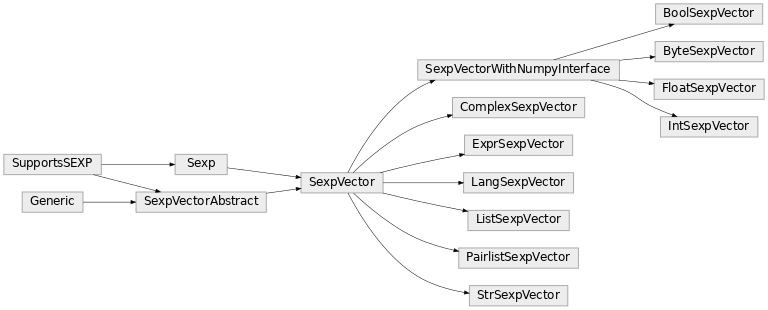 BoolSexpVector
ByteSexpVector
SexpVectorWithNumpyInterface
FloatSexpVector
ComplexSexpVector
IntSexpVector
ExprSexpVector
SupportsSEXP
Sexp
SexpVector
LangSexpVector
Generic
SexpVectorAbstract
ListSexpVector
PairlistSexpVector
StrSexpVector